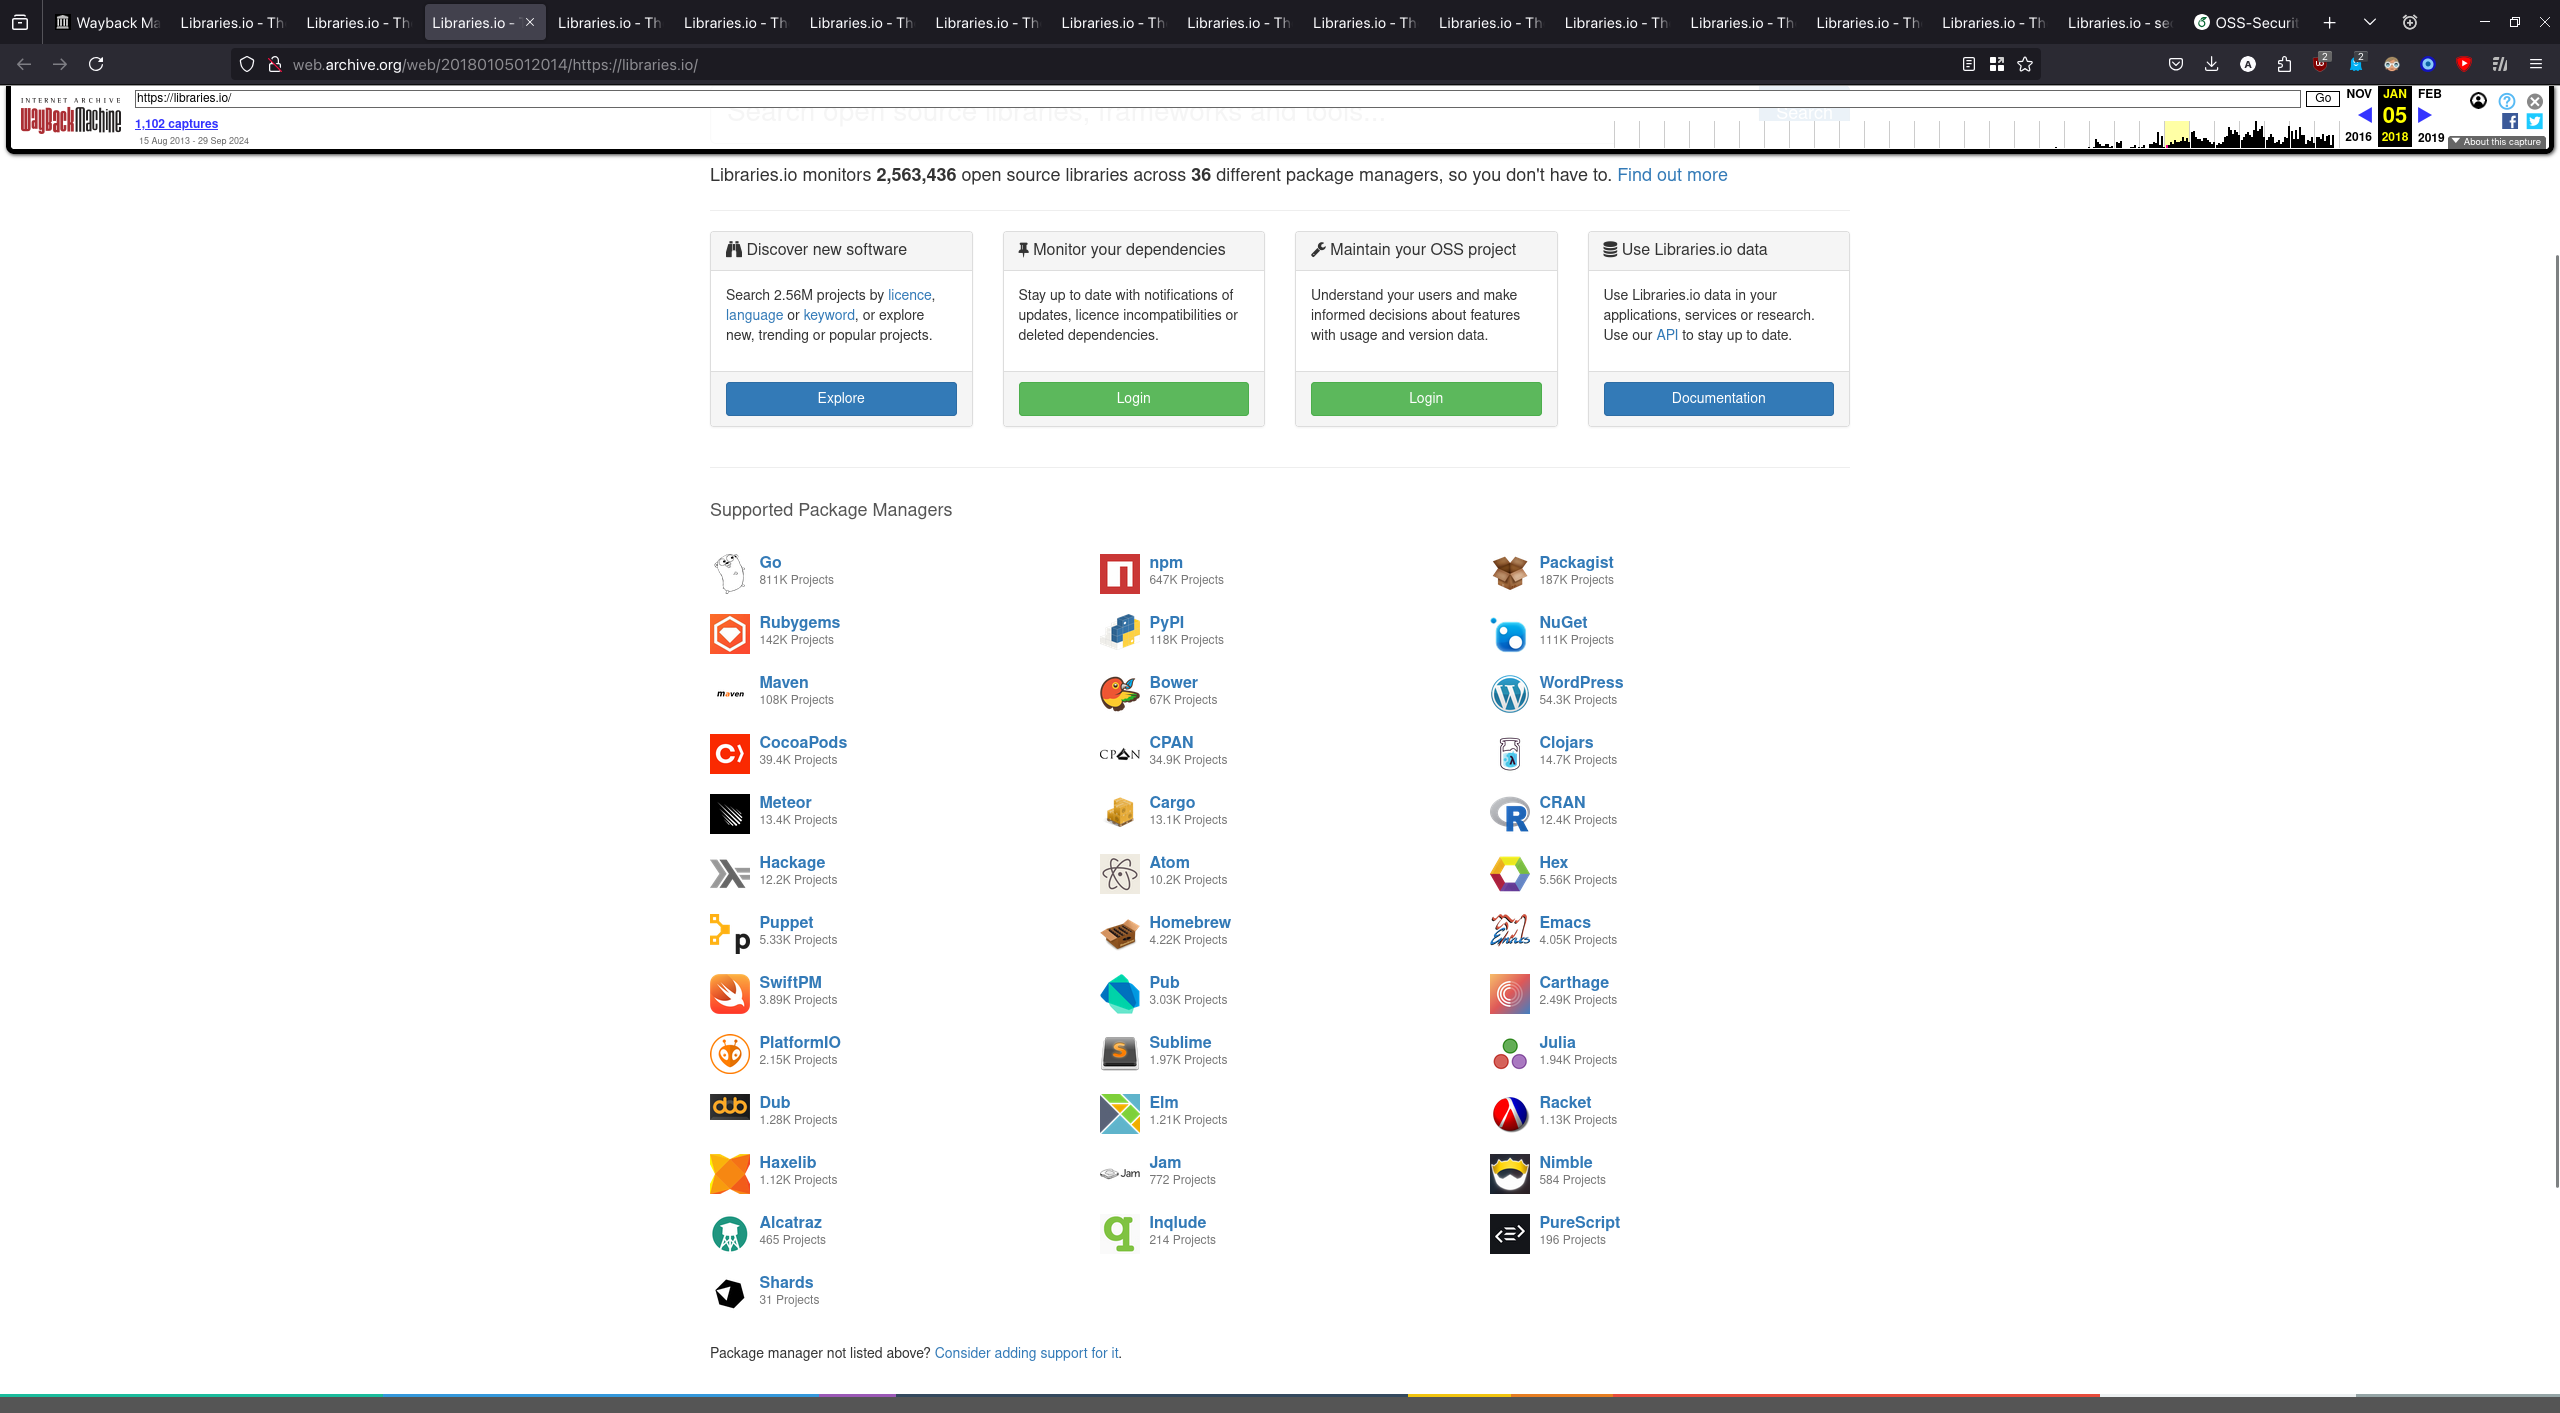 Wayback Ma
Libraries.io - Th
Libraries.io - Th
Libraries.io - T
Libraries.io - Th
Libraries.io - Th
Libraries.io - Th
Libraries.io - Th
Libraries.io - Th
Libraries.io - Th
Libraries.io - Th
Libraries.io - Th
Libraries.io - Th
Libraries.io - Th
Libraries.io - Th
Libraries.io - Th
Libraries.io - sec
OSS-Securit
web.archive.org/web/20180105012014/https://libraries.io/
2
2
INTERNET ARCHIVE
WayBackMachine
https://libraries.io/
Go
NOV JAN FEB
1,102 captures
05
15 Aug 2013 - 29 Sep 2024
2016 2018 2019
About this capture
Search open source libraries, frameworks and tools...
Search
Libraries.io monitors 2,563,436 open source libraries across 36 different package managers, so you don't have to. Find out more
Discover new software
Search 2.56M projects by licence,
language or keyword, or explore
new, trending or popular projects.
Explore
Monitor your dependencies
Stay up to date with notifications of
updates, licence incompatibilities or
deleted dependencies.
Login
Maintain your OSS project
Understand your users and make
informed decisions about features
with usage and version data.
Login
Use Libraries.io data
Use Libraries.io data in your
applications, services or research.
Use our API to stay up to date.
Documentation
Supported Package Managers
Go
811K Projects
npm
647K Projects
Packagist
187K Projects
Rubygems
142K Projects
PyPI
118K Projects
NuGet
111K Projects
maven
Maven
108K Projects
Bower
67K Projects
WordPress
54.3K Projects
CocoaPods
39.4K Projects
CPAN
CPAN
34.9K Projects
Clojars
14.7K Projects
Meteor
13.4K Projects
Cargo
13.1K Projects
CRAN
12.4K Projects
Hackage
12.2K Projects
Atom
10.2K Projects
Hex
5.56K Projects
Puppet
5.33K Projects
Homebrew
4.22K Projects
Emacs
Emacs
4.05K Projects
SwiftPM
3.89K Projects
Pub
3.03K Projects
Carthage
2.49K Projects
PlatformIO
2.15K Projects
Sublime
1.97K Projects
Julia
1.94K Projects
dub
Dub
1.28K Projects
Elm
1.21K Projects
Racket
1.13K Projects
Haxelib
1.12K Projects
Jam
Jam
772 Projects
Nimble
584 Projects
Alcatraz
465 Projects
Inqlude
214 Projects
PureScript
196 Projects
Shards
31 Projects
Package manager not listed above? Consider adding support for it.